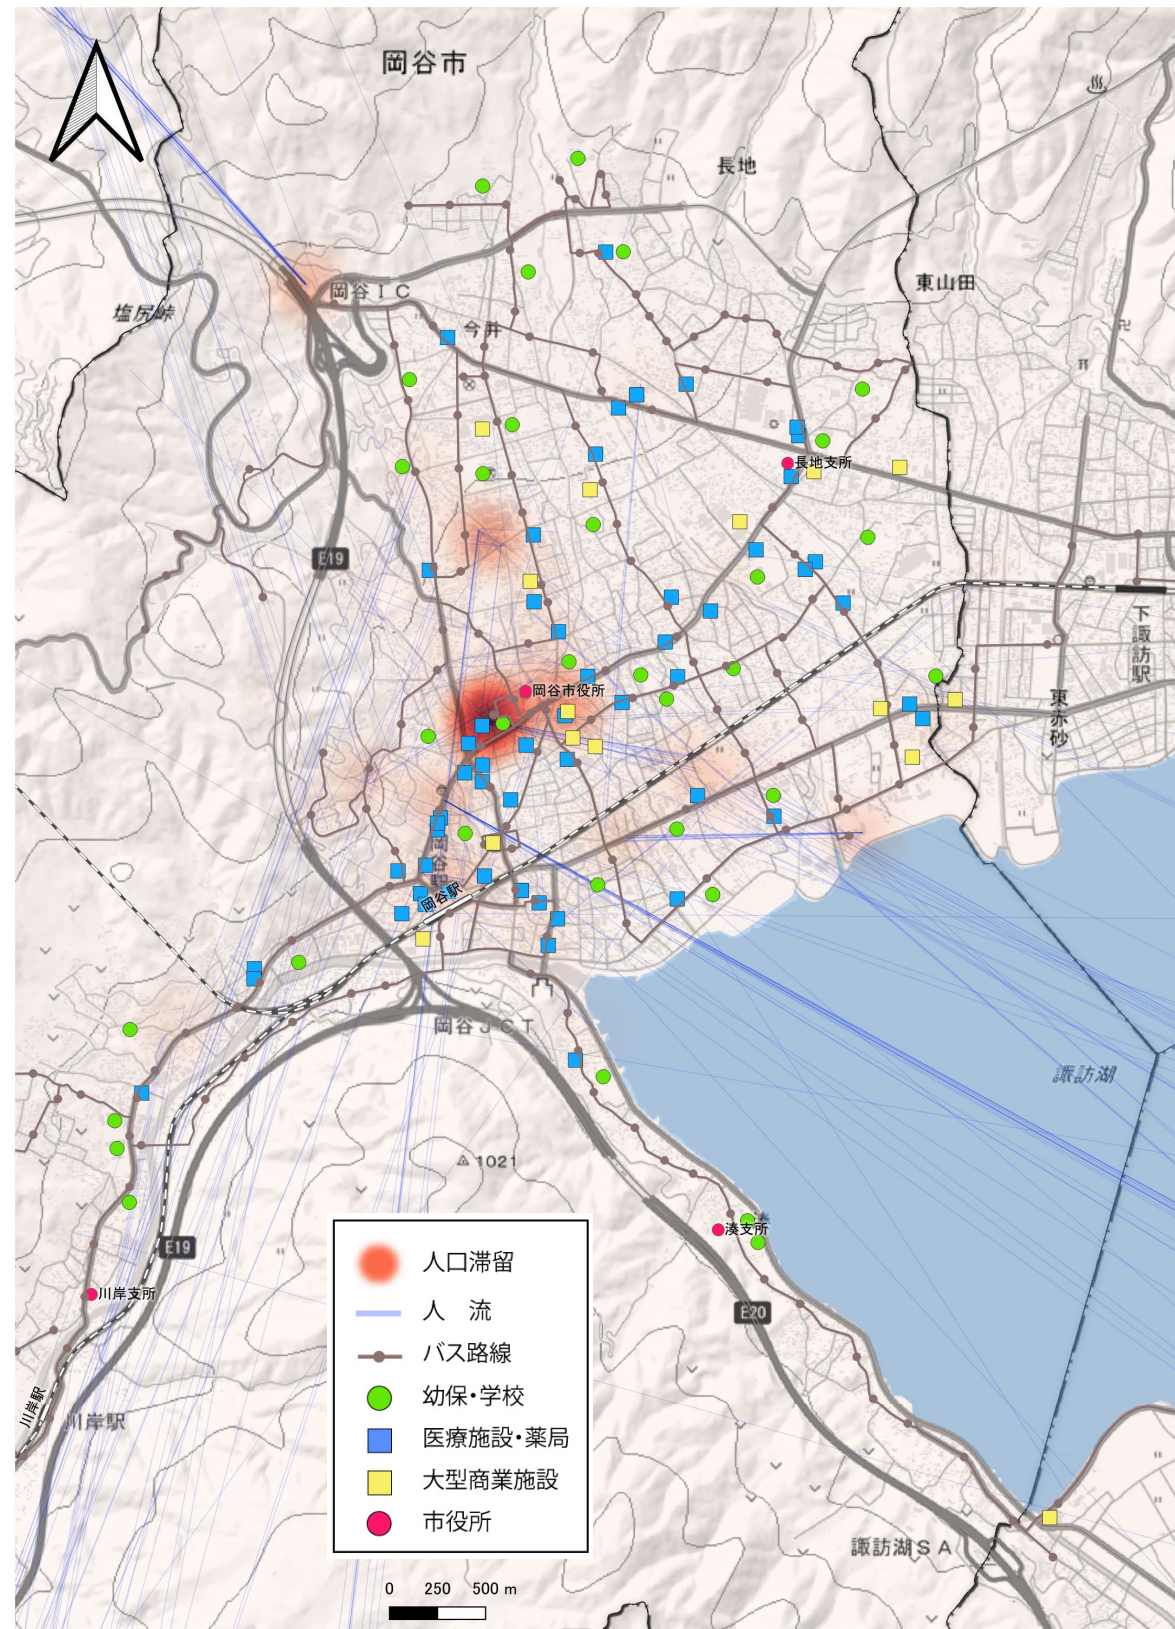 岡谷市
長地
東山田
岡谷IC
塩尻峠
今井
長地支所
E19
下諏訪駅
岡谷市役所
東赤砂
岡谷駅
岡谷駅
岡谷JCT
諏訪湖
1021
湊支所
E19
川岸支所
E20
川岸駅
川岸駅
諏訪湖SA
人口滞留
人 流
バス路線
幼保・学校
医療施設・薬局
大型商業施設
市役所
0 250 500 m